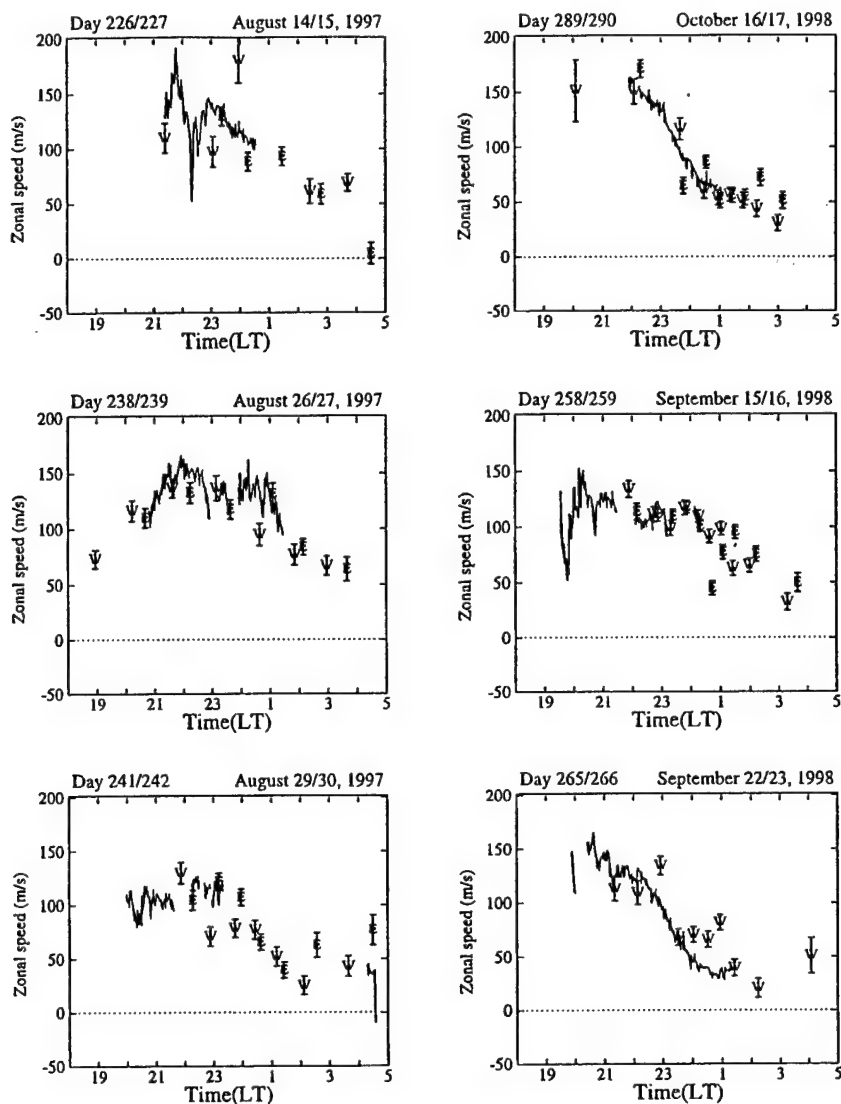 Day 226/227 August 14/15, 1997
200
150
100
50
0
-50
Zonal speed (m/s)
19 21 23 1 3 5
Time(LT)
Day 289/290 October 16/17, 1998
200
150
100
50
0
-50
Zonal speed (m/s)
19 21 23 1 3 5
Time(LT)
Day 238/239 August 26/27, 1997
200
150
100
50
0
-50
Zonal speed (m/s)
19 21 23 1 3 5
Time(LT)
Day 258/259 September 15/16, 1998
200
150
100
50
0
-50
Zonal speed (m/s)
19 21 23 1 3 5
Time(LT)
Day 241/242 August 29/30, 1997
200
150
100
50
0
-50
Zonal speed (m/s)
19 21 23 1 3 5
Time(LT)
Day 265/266 September 22/23, 1998
200
150
100
50
0
-50
Zonal speed (m/s)
19 21 23 1 3 5
Time(LT)